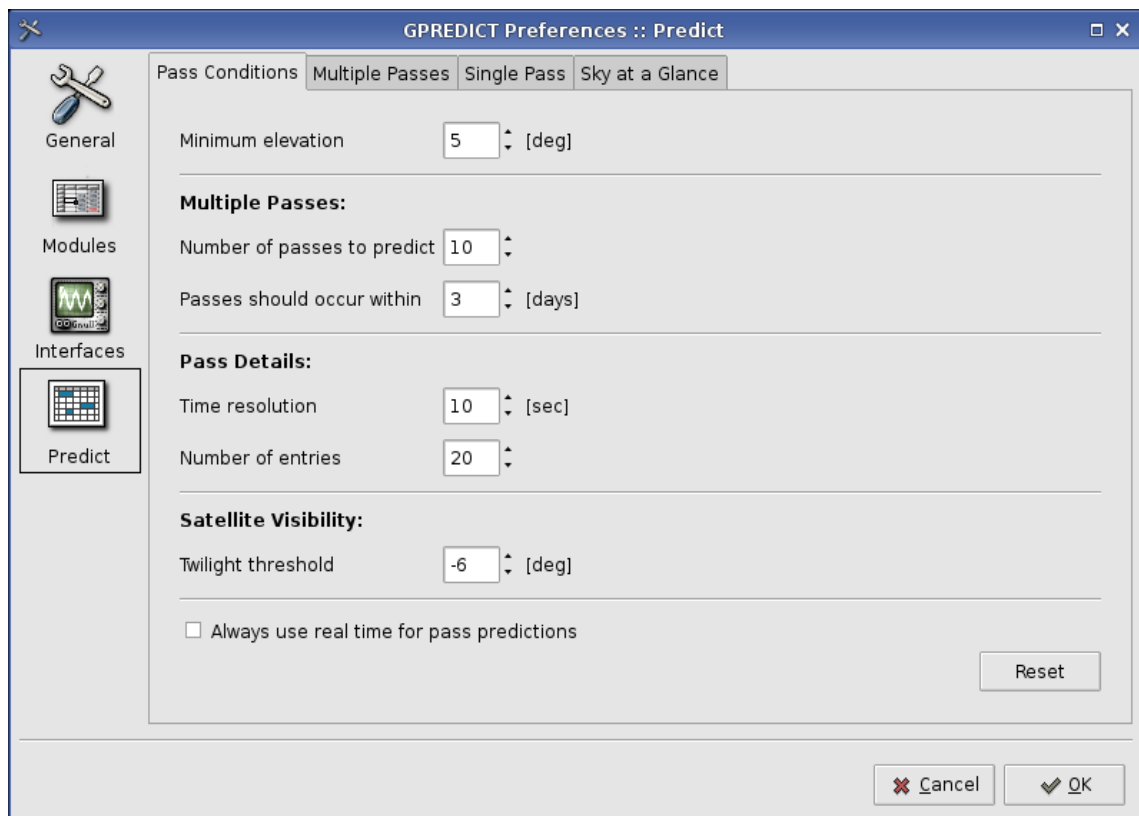 GPREDICT Preferences :: Predict
General
Modules
Interfaces
Predict
Pass Conditions Multiple Passes Single Pass Sky at a Glance
Minimum elevation 5 [deg]
Multiple Passes:
Number of passes to predict 10
Passes should occur within 3 [days]
Pass Details:
Time resolution 10 [sec]
Number of entries 20
Satellite Visibility:
Twilight threshold -6 [deg]
Always use real time for pass predictions
Reset
Cancel OK